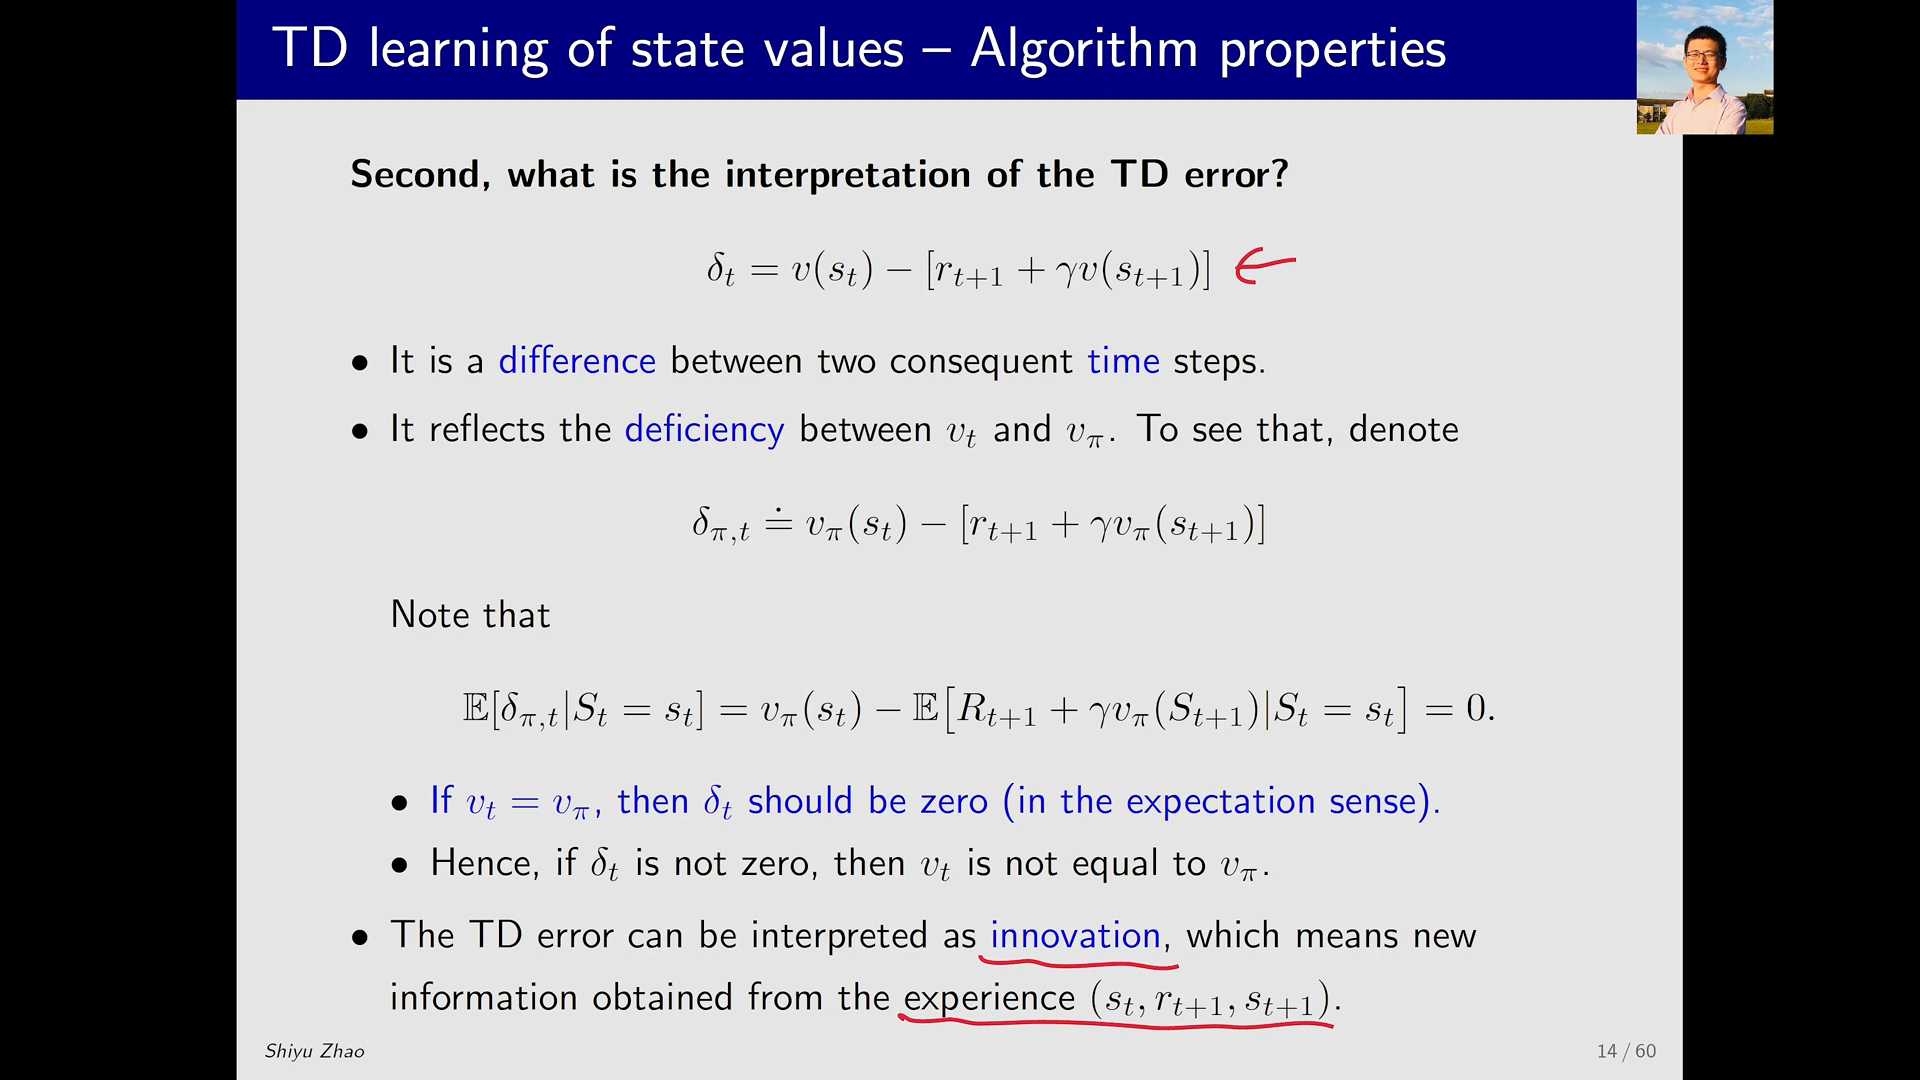 TD learning of state values – Algorithm properties
Second, what is the interpretation of the TD error?
δ_t = v(s_t) − [r_{t+1} + γv(s_{t+1})]
• It is a difference between two consequent time steps.
• It reflects the deficiency between v_t and v_π. To see that, denote
δ_{π,t} ≐ v_π(s_t) − [r_{t+1} + γv_π(s_{t+1})]
Note that
𝔼[δ_{π,t}|S_t = s_t] = v_π(s_t) − 𝔼[R_{t+1} + γv_π(S_{t+1})|S_t = s_t] = 0.
• If v_t = v_π, then δ_t should be zero (in the expectation sense).
• Hence, if δ_t is not zero, then v_t is not equal to v_π.
• The TD error can be interpreted as innovation, which means new
information obtained from the experience (s_t, r_{t+1}, s_{t+1}).
Shiyu Zhao
14 / 60